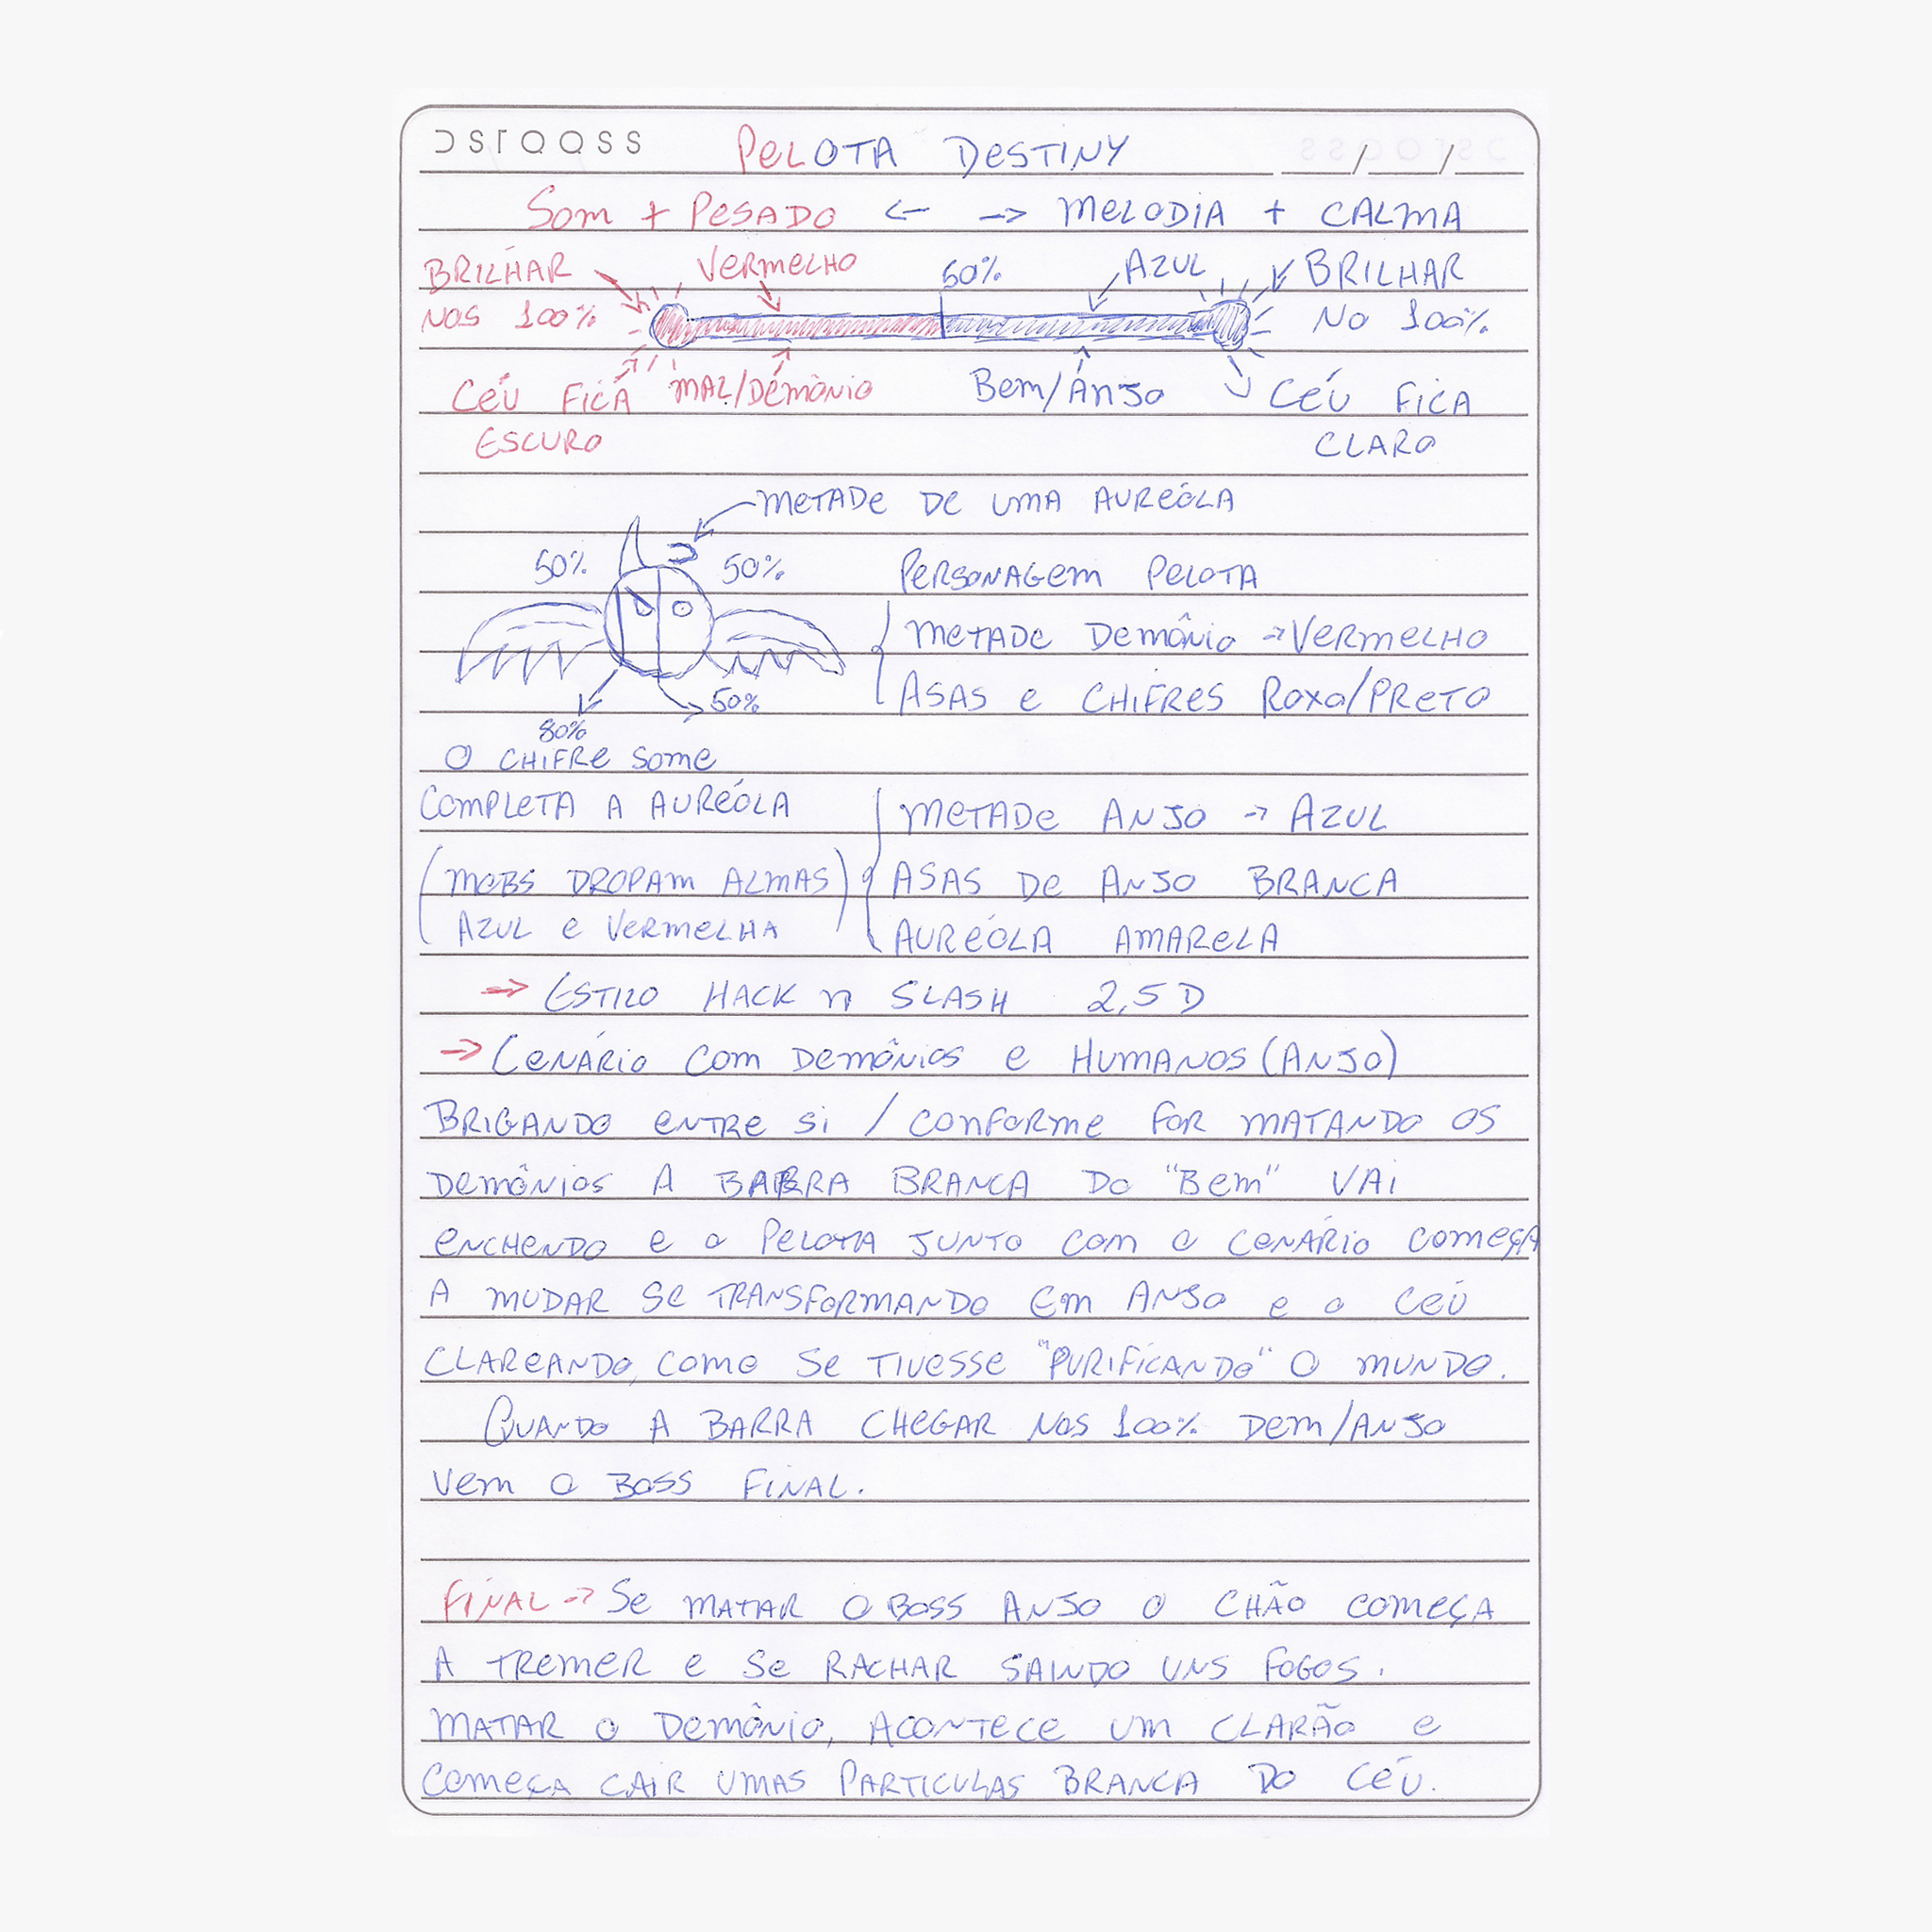 DSTQQSS PELOTA DESTINY __/__/__
SOM + PESADO <- -> MELODIA + CALMA
BRILHAR VERMELHO 50% AZUL BRILHAR
NOS 100% NO 100%
CÉU FICA MAL/DEMÔNIO BEM/ANJO CÉU FICA
ESCURO CLARO
METADE DE UMA AURÉOLA
50% 50% PERSONAGEM PELOTA
METADE DEMÔNIO -> VERMELHO
50% ASAS E CHIFRES ROXO/PRETO
80%
O CHIFRE SOME
COMPLETA A AURÉOLA METADE ANJO -> AZUL
(MOBS DROPAM ALMAS) ASAS DE ANJO BRANCA
AZUL E VERMELHA AURÉOLA AMARELA
=> ESTILO HACK N SLASH 2,5D
=> CENÁRIO COM DEMÔNIOS E HUMANOS (ANJO)
BRIGANDO ENTRE SI / CONFORME FOR MATANDO OS
DEMÔNIOS A BARRA BRANCA DO "BEM" VAI
ENCHENDO E O PELOTA JUNTO COM O CENÁRIO COMEÇA
A MUDAR SE TRANSFORMANDO EM ANJO E O CÉU
CLAREANDO, COMO SE TIVESSE "PURIFICANDO" O MUNDO.
QUANDO A BARRA CHEGAR NOS 100% DEM/ANJO
VEM O BOSS FINAL.
FINAL -> SE MATAR O BOSS ANJO O CHÃO COMEÇA
A TREMER E SE RACHAR SAINDO UNS FOGOS.
MATAR O DEMÔNIO, ACONTECE UM CLARÃO E
COMEÇA CAIR UMAS PARTICULAS BRANCA DO CÉU.